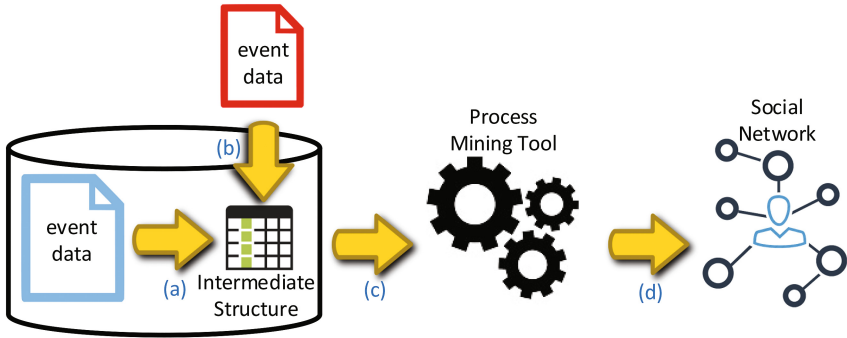 event
data
(b)
event
data
(a)
Intermediate
Structure
(c)
Process
Mining Tool
(d)
Social
Network